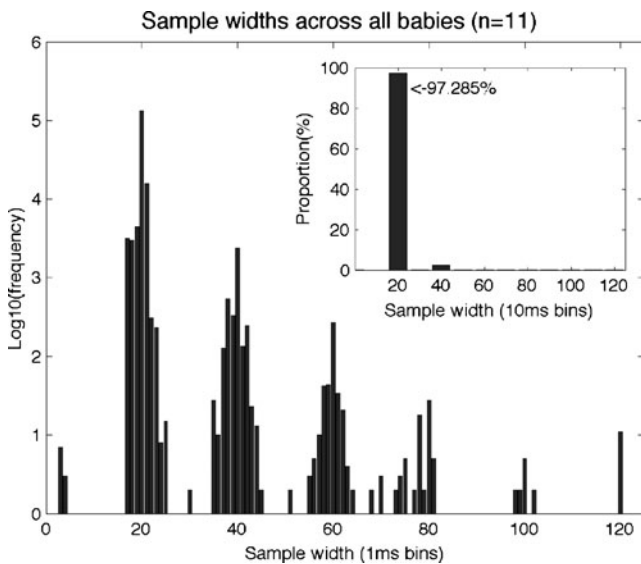 Sample widths across all babies (n=11)
6
5
4
3
2
1
0
Log10(frequency)
0 20 40 60 80 100 120
Sample width (1ms bins)
100
80
60
40
20
0
Proportion(%)
<-97.285%
20 40 60 80 100 120
Sample width (10ms bins)